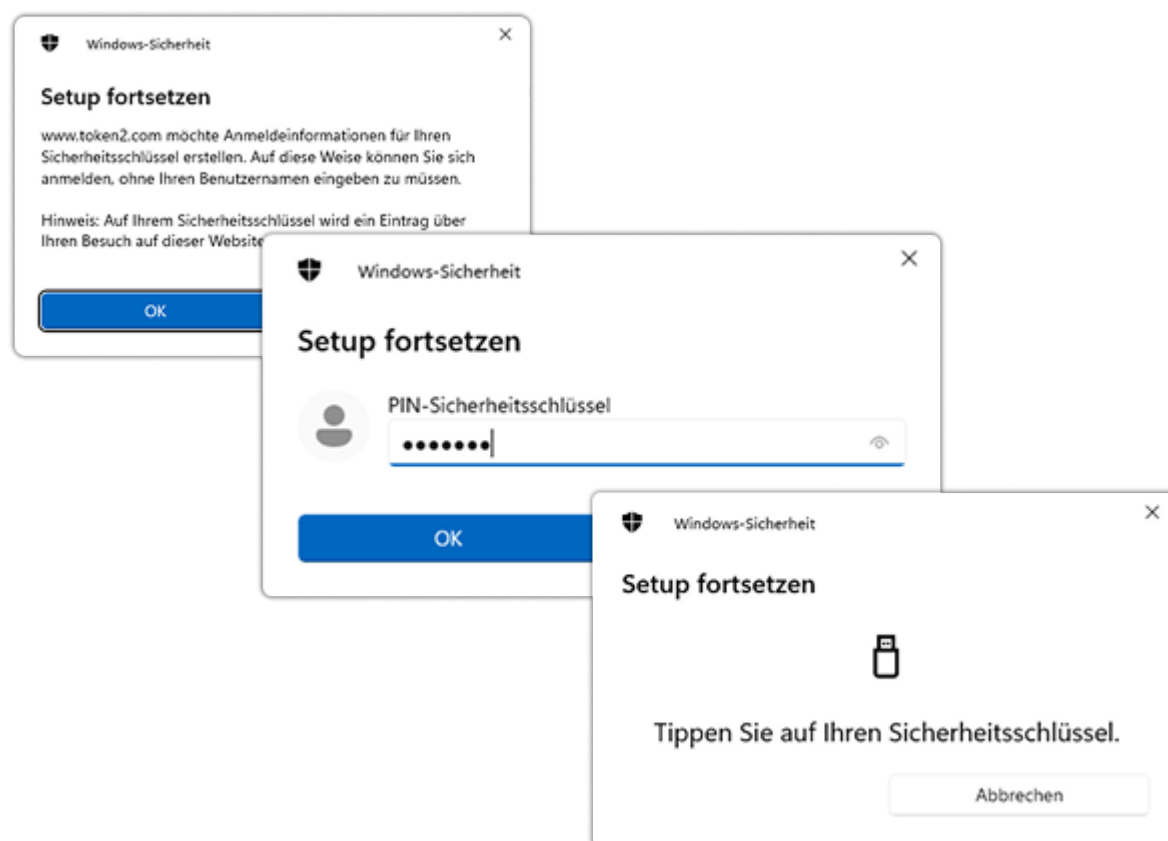 Windows-Sicherheit
Setup fortsetzen
www.token2.com möchte Anmeldeinformationen für Ihren
Sicherheitsschlüssel erstellen. Auf diese Weise können Sie sich
anmelden, ohne Ihren Benutzernamen eingeben zu müssen.
Hinweis: Auf Ihrem Sicherheitsschlüssel wird ein Eintrag über
Ihren Besuch auf dieser Website
OK
Windows-Sicherheit
Setup fortsetzen
PIN-Sicherheitsschlüssel
OK
Windows-Sicherheit
Setup fortsetzen
Tippen Sie auf Ihren Sicherheitsschlüssel.
Abbrechen